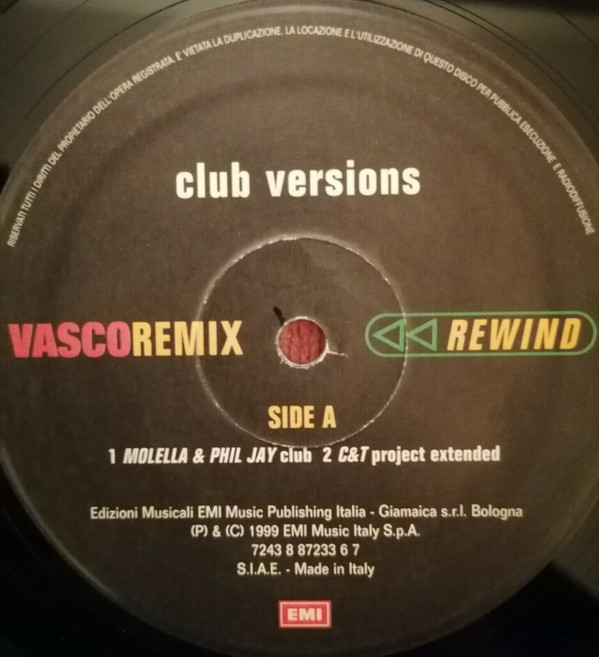 RISERVATI TUTTI I DIRITTI DEL PROPRIETARIO DELL'OPERA REGISTRATA. E' VIETATA LA DUPLICAZIONE. LA LOCAZIONE E L'UTILIZZAZIONE DI QUESTO DISCO PER PUBBLICA ESECUZIONE E RADIODIFFUSIONE
club versions
VASCOREMIX REWIND
SIDE A
1 MOLELLA & PHIL JAY club 2 C&T project extended
Edizioni Musicali EMI Music Publishing Italia - Giamaica s.r.l. Bologna
(P) & (C) 1999 EMI Music Italy S.p.A.
7243 8 87233 6 7
S.I.A.E. - Made in Italy
EMI